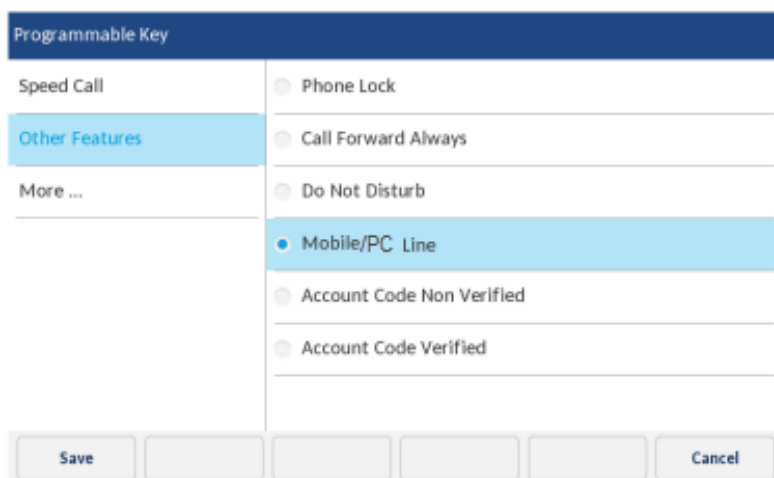 Programmable Key
Speed Call
Other Features
More ...
Phone Lock
Call Forward Always
Do Not Disturb
Mobile/PC Line
Account Code Non Verified
Account Code Verified
Save
Cancel